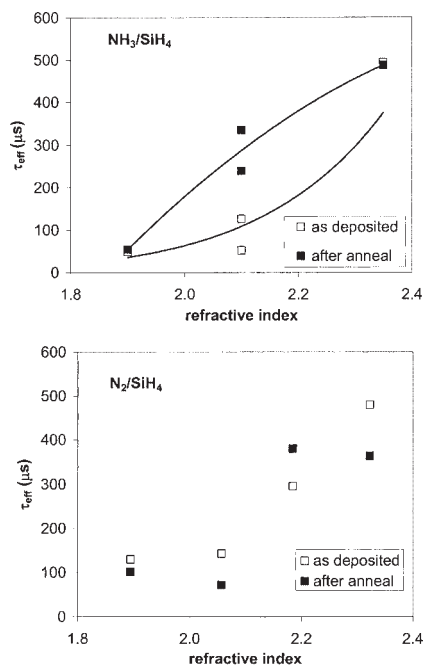 600
NH3/SiH4
500
400
τeff (μs)
300
200
100
0
□ as deposited
■ after anneal
1.8 2.0 2.2 2.4
refractive index
600
N2/SiH4
500
400
τeff (μs)
300
200
100
0
□ as deposited
■ after anneal
1.8 2.0 2.2 2.4
refractive index